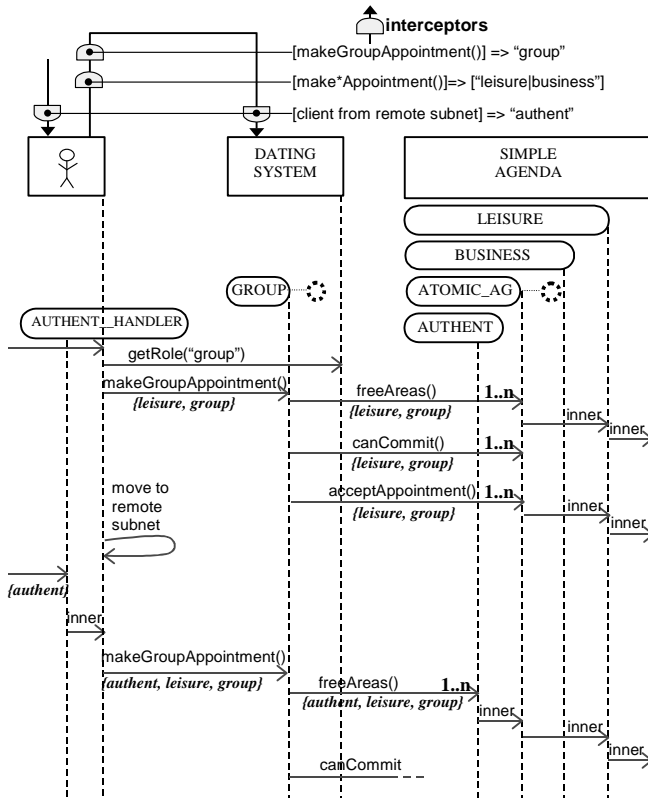 interceptors
[makeGroupAppointment()] => “group”
[make*Appointment()]=> [“leisure|business”]
[client from remote subnet] => “authent”
DATING
SYSTEM
SIMPLE
AGENDA
LEISURE
BUSINESS
GROUP
ATOMIC_AG
AUTHENT_HANDLER
AUTHENT
getRole(“group”)
makeGroupAppointment()
{leisure, group}
freeAreas()
1..n
{leisure, group}
inner
inner
canCommit()
1..n
{leisure, group}
move to
remote
subnet
acceptAppointment()
1..n
{leisure, group}
inner
inner
{authent}
inner
makeGroupAppointment()
{authent, leisure, group}
freeAreas()
1..n
{authent, leisure, group}
inner
inner
inner
canCommit